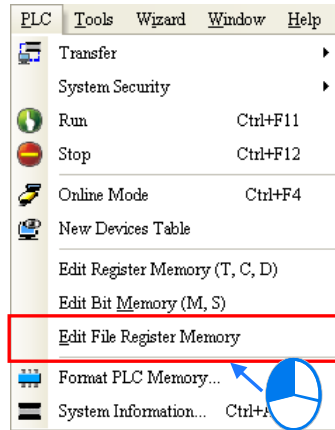 PLC Tools Wizard Window Help
Transfer
System Security
Run Ctrl+F11
Stop Ctrl+F12
Online Mode Ctrl+F4
New Devices Table
Edit Register Memory (T, C, D)
Edit Bit Memory (M, S)
Edit File Register Memory
Format PLC Memory...
System Information...